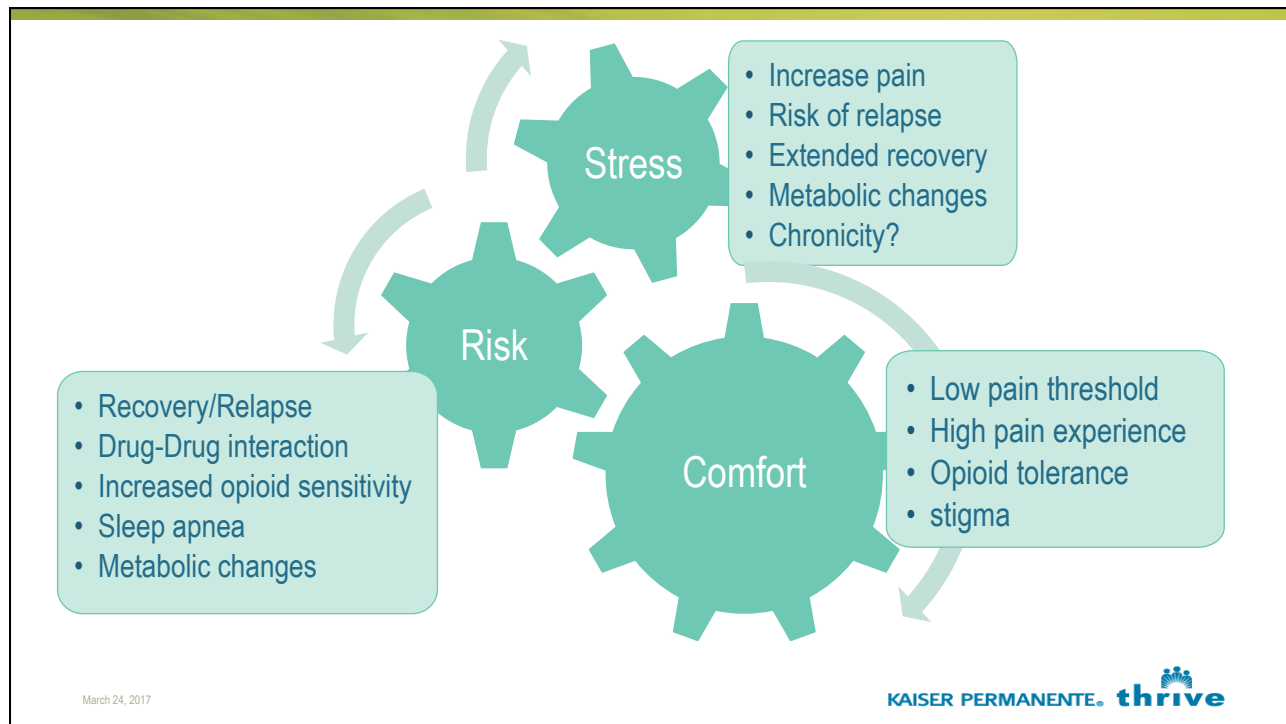 Stress
• Increase pain
• Risk of relapse
• Extended recovery
• Metabolic changes
• Chronicity?
Risk
• Recovery/Relapse
• Drug-Drug interaction
• Increased opioid sensitivity
• Sleep apnea
• Metabolic changes
Comfort
• Low pain threshold
• High pain experience
• Opioid tolerance
• stigma
March 24, 2017
KAISER PERMANENTE® thrive